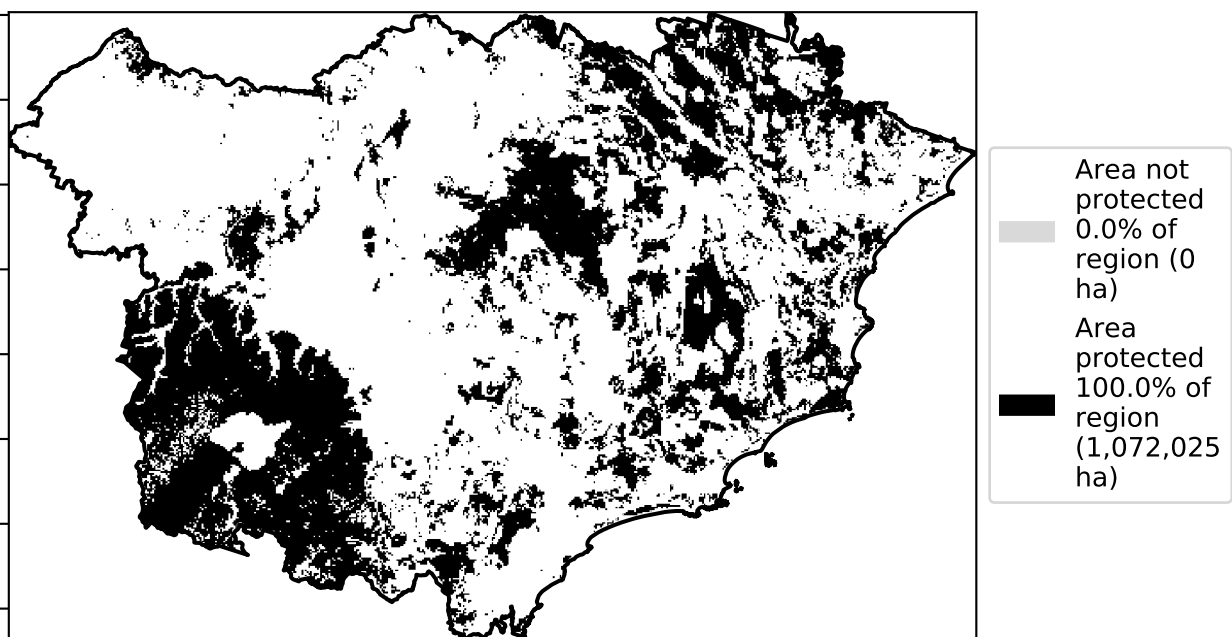 Area not
protected
0.0% of
region (0
ha)
Area
protected
100.0% of
region
(1,072,025
ha)